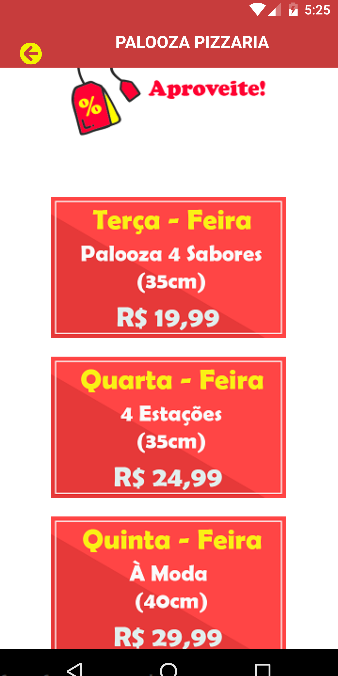 5:25
PALOOZA PIZZARIA
%
Aproveite!
Terça - Feira
Palooza 4 Sabores
(35cm)
R$ 19,99
Quarta - Feira
4 Estações
(35cm)
R$ 24,99
Quinta - Feira
À Moda
(40cm)
R$ 29,99